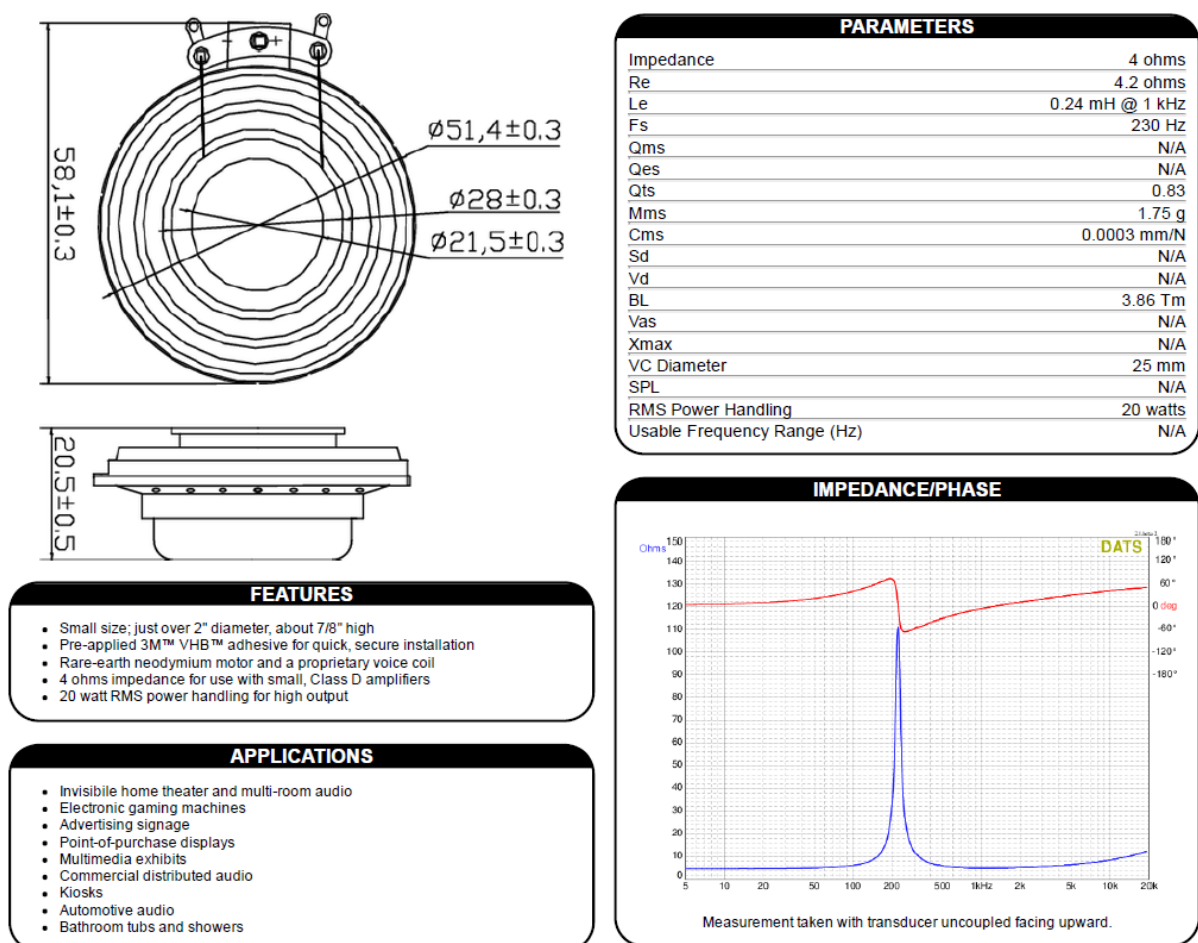 - +
58,1±0.3
ø51,4±0.3
ø28±0.3
ø21,5±0.3
20.5±0.5
FEATURES
• Small size; just over 2" diameter, about 7/8" high
• Pre-applied 3M™ VHB™ adhesive for quick, secure installation
• Rare-earth neodymium motor and a proprietary voice coil
• 4 ohms impedance for use with small, Class D amplifiers
• 20 watt RMS power handling for high output
APPLICATIONS
• Invisibile home theater and multi-room audio
• Electronic gaming machines
• Advertising signage
• Point-of-purchase displays
• Multimedia exhibits
• Commercial distributed audio
• Kiosks
• Automotive audio
• Bathroom tubs and showers
PARAMETERS
Impedance 4 ohms
Re 4.2 ohms
Le 0.24 mH @ 1 kHz
Fs 230 Hz
Qms N/A
Qes N/A
Qts 0.83
Mms 1.75 g
Cms 0.0003 mm/N
Sd N/A
Vd N/A
BL 3.86 Tm
Vas N/A
Xmax N/A
VC Diameter 25 mm
SPL N/A
RMS Power Handling 20 watts
Usable Frequency Range (Hz) N/A
IMPEDANCE/PHASE
Ohms
DATS
150 180°
140 120°
130 60°
120 0 deg
110 -60°
100 -120°
90 -180°
80
70
60
50
40
30
20
10
0
5 10 20 50 100 200 500 1kHz 2k 5k 10k 20k
Measurement taken with transducer uncoupled facing upward.